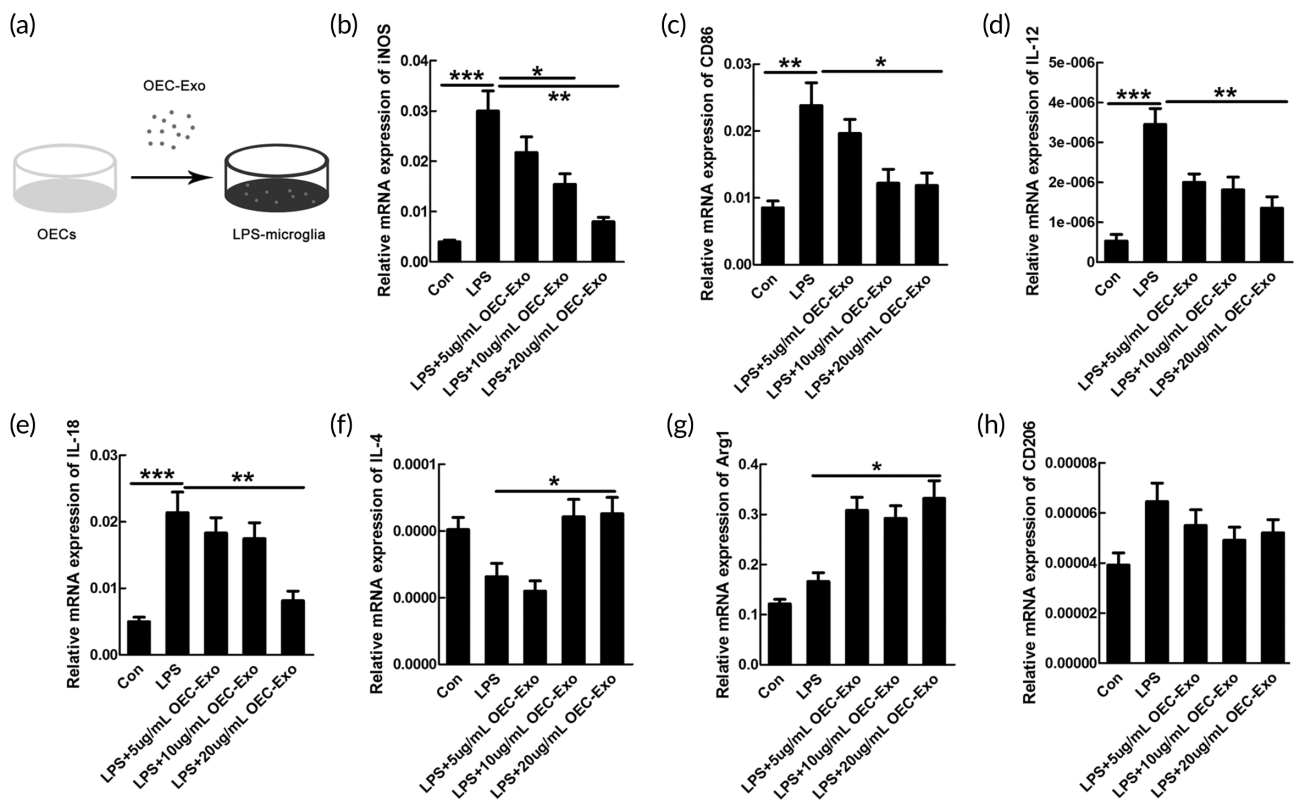 (a)
OEC-Exo
OECs
LPS-microglia
(b)
Relative mRNA expression of iNOS
0.04
0.03
0.02
0.01
0.00
***
*
**
Con
LPS
LPS+5ug/mL OEC-Exo
LPS+10ug/mL OEC-Exo
LPS+20ug/mL OEC-Exo
(c)
Relative mRNA expression of CD86
0.03
0.02
0.01
0.00
**
*
Con
LPS
LPS+5ug/mL OEC-Exo
LPS+10ug/mL OEC-Exo
LPS+20ug/mL OEC-Exo
(d)
Relative mRNA expression of IL-12
5e-006
4e-006
3e-006
2e-006
1e-006
0
***
**
Con
LPS
LPS+5ug/mL OEC-Exo
LPS+10ug/mL OEC-Exo
LPS+20ug/mL OEC-Exo
(e)
Relative mRNA expression of IL-18
0.03
0.02
0.01
0.00
***
**
Con
LPS
LPS+5ug/mL OEC-Exo
LPS+10ug/mL OEC-Exo
LPS+20ug/mL OEC-Exo
(f)
Relative mRNA expression of IL-4
0.0001
0.0000
0.0000
0.0000
*
Con
LPS
LPS+5ug/mL OEC-Exo
LPS+10ug/mL OEC-Exo
LPS+20ug/mL OEC-Exo
(g)
Relative mRNA expression of Arg1
0.4
0.3
0.2
0.1
0.0
*
Con
LPS
LPS+5ug/mL OEC-Exo
LPS+10ug/mL OEC-Exo
LPS+20ug/mL OEC-Exo
(h)
Relative mRNA expression of CD206
0.00008
0.00006
0.00004
0.00002
0.00000
Con
LPS
LPS+5ug/mL OEC-Exo
LPS+10ug/mL OEC-Exo
LPS+20ug/mL OEC-Exo